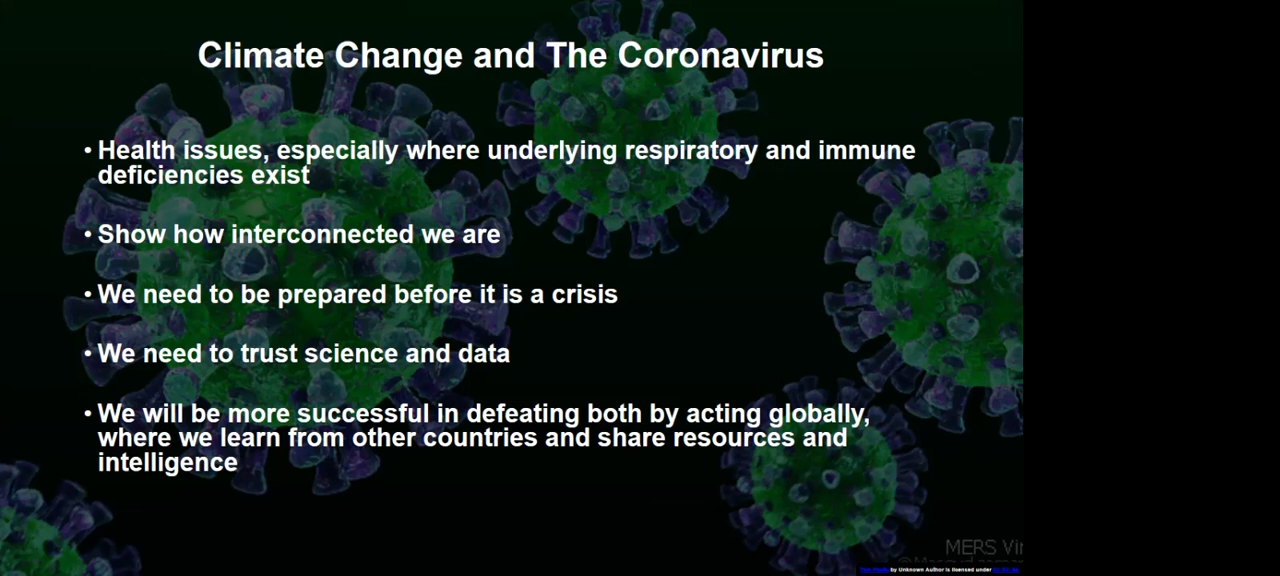 Climate Change and The Coronavirus
• Health issues, especially where underlying respiratory and immune
deficiencies exist
• Show how interconnected we are
• We need to be prepared before it is a crisis
• We need to trust science and data
• We will be more successful in defeating both by acting globally,
where we learn from other countries and share resources and
intelligence
MERS Vir
by Unknown Author is licensed under